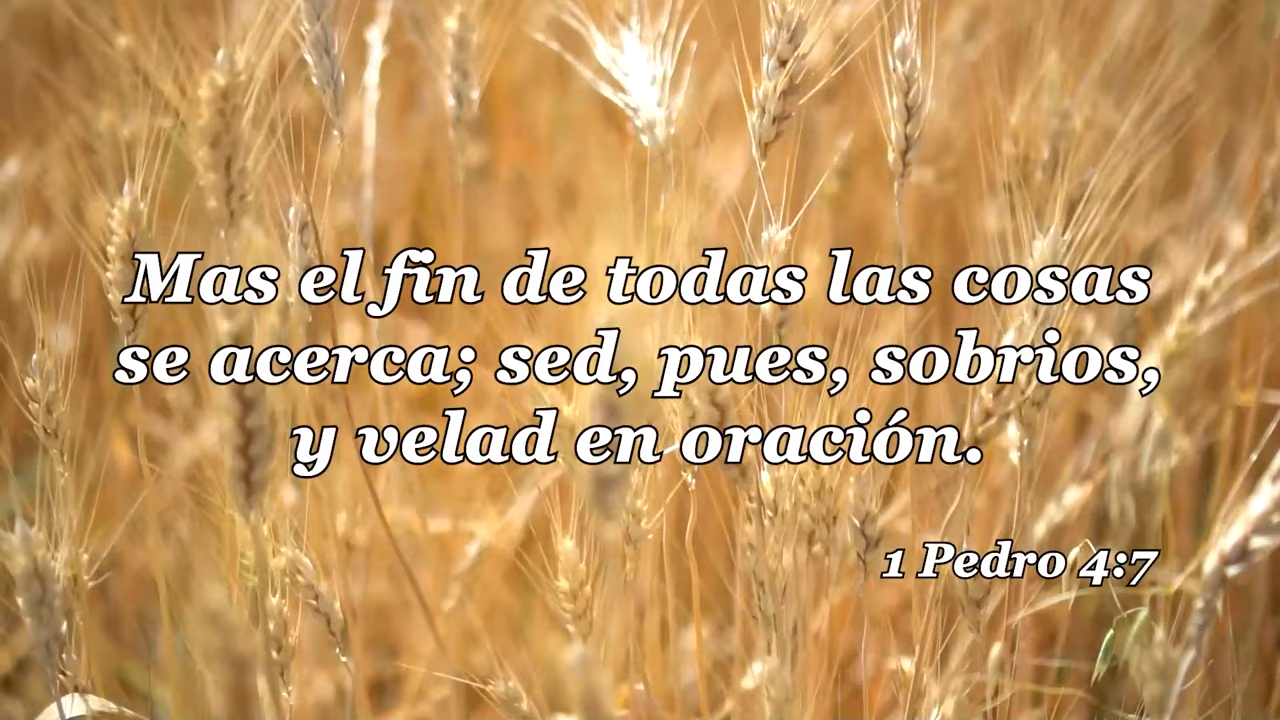 Mas el fin de todas las cosas
se acerca; sed, pues, sobrios,
y velad en oración.
1 Pedro 4:7